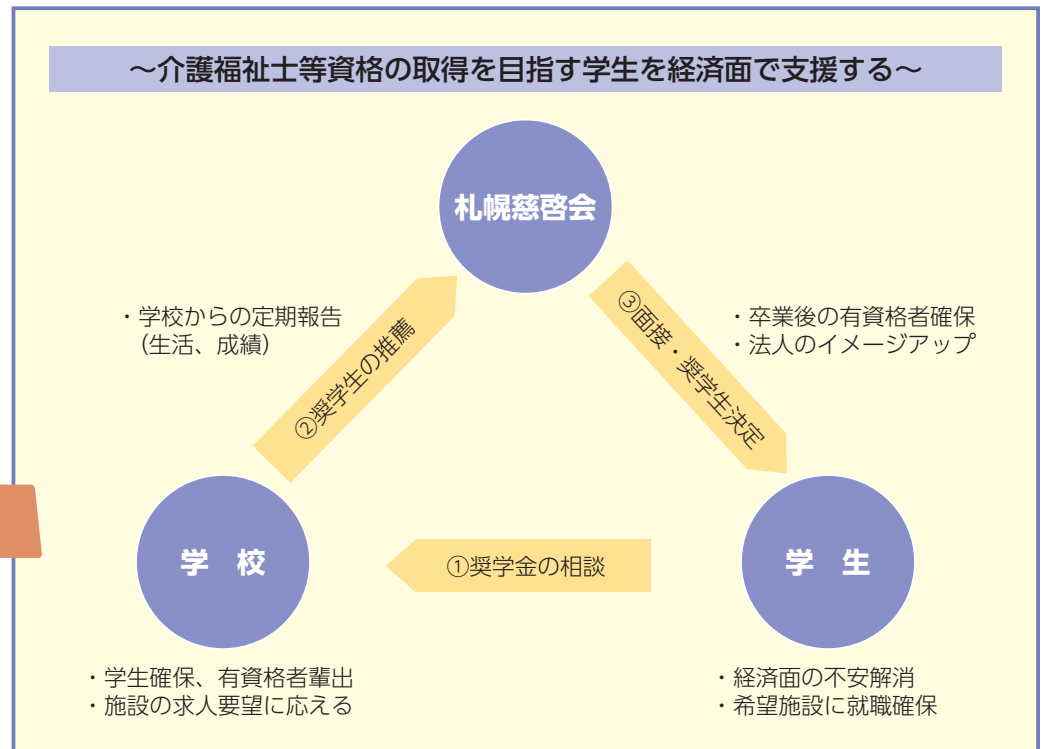 ～介護福祉士等資格の取得を目指す学生を経済面で支援する～
札幌慈啓会
・学校からの定期報告
（生活、成績）
②奨学生の推薦
③面接・奨学生決定
・卒業後の有資格者確保
・法人のイメージアップ
学　校
①奨学金の相談
学　生
・学生確保、有資格者輩出
・施設の求人要望に応える
・経済面の不安解消
・希望施設に就職確保